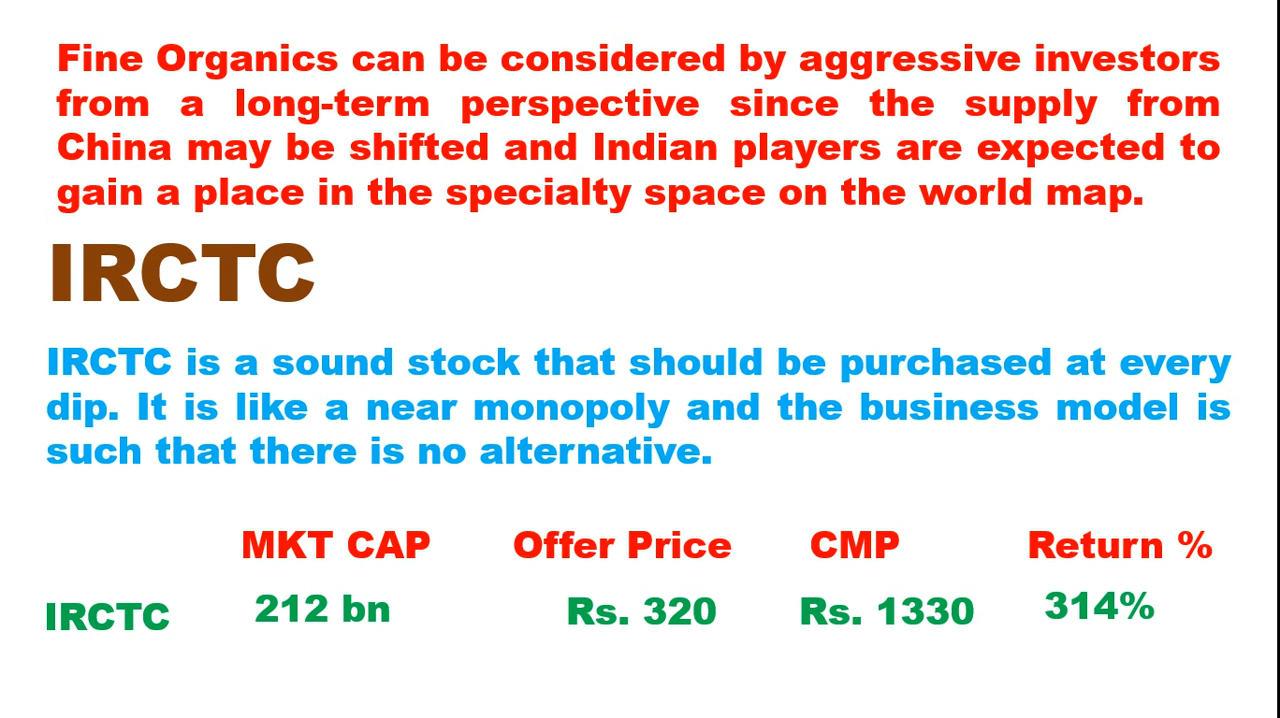 Fine Organics can be considered by aggressive investors
from a long-term perspective since the supply from
China may be shifted and Indian players are expected to
gain a place in the specialty space on the world map.
IRCTC
IRCTC is a sound stock that should be purchased at every
dip. It is like a near monopoly and the business model is
such that there is no alternative.
MKT CAP Offer Price CMP Return %
IRCTC 212 bn Rs. 320 Rs. 1330 314%